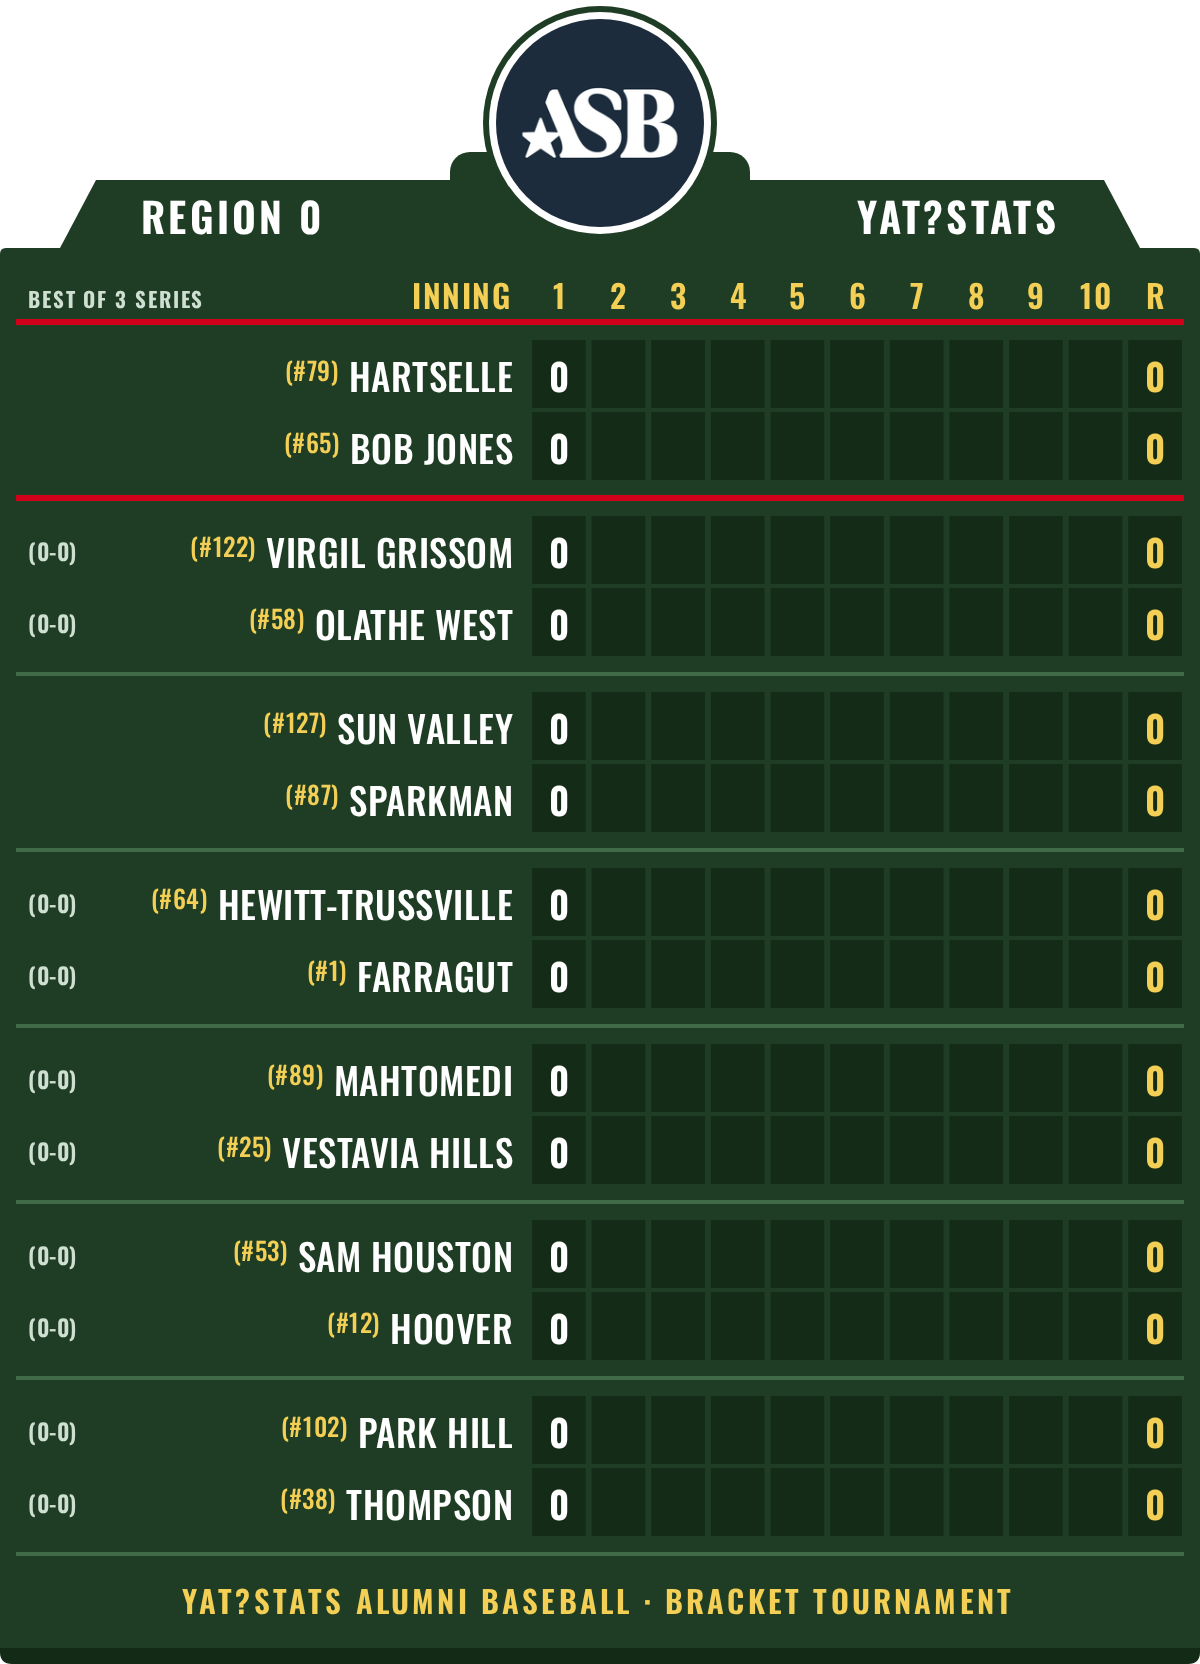 ASB
REGION 0 YAT?STATS
BEST OF 3 SERIES INNING 1 2 3 4 5 6 7 8 9 10 R
(#79) HARTSELLE 0 0
(#65) BOB JONES 0 0
(0-0) (#122) VIRGIL GRISSOM 0 0
(0-0) (#58) OLATHE WEST 0 0
(#127) SUN VALLEY 0 0
(#87) SPARKMAN 0 0
(0-0) (#64) HEWITT-TRUSSVILLE 0 0
(0-0) (#1) FARRAGUT 0 0
(0-0) (#89) MAHTOMEDI 0 0
(0-0) (#25) VESTAVIA HILLS 0 0
(0-0) (#53) SAM HOUSTON 0 0
(0-0) (#12) HOOVER 0 0
(0-0) (#102) PARK HILL 0 0
(0-0) (#38) THOMPSON 0 0
YAT?STATS ALUMNI BASEBALL · BRACKET TOURNAMENT